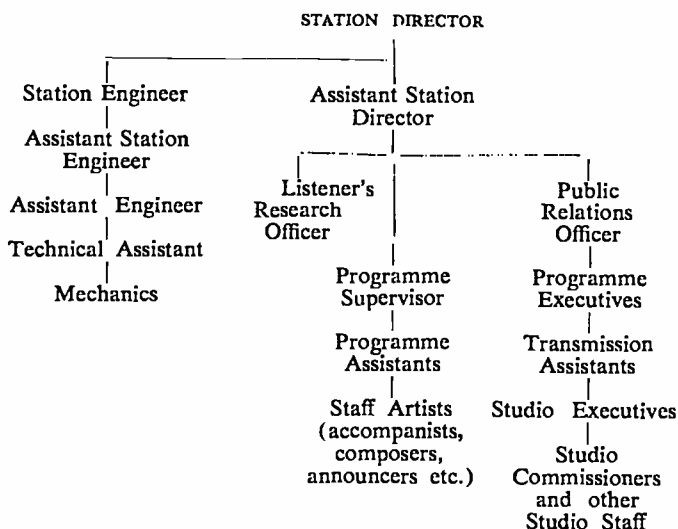 STATION DIRECTOR
Station Engineer
Assistant Station
Engineer
Assistant Engineer
Technical Assistant
Mechanics
Assistant Station
Director
Listener's
Research
Officer
Programme
Supervisor
Programme
Assistants
Staff Artists
(accompanists,
composers,
announcers etc.)
Public
Relations
Officer
Programme
Executives
Transmission
Assistants
Studio Executives
Studio
Commissioners
and other
Studio Staff